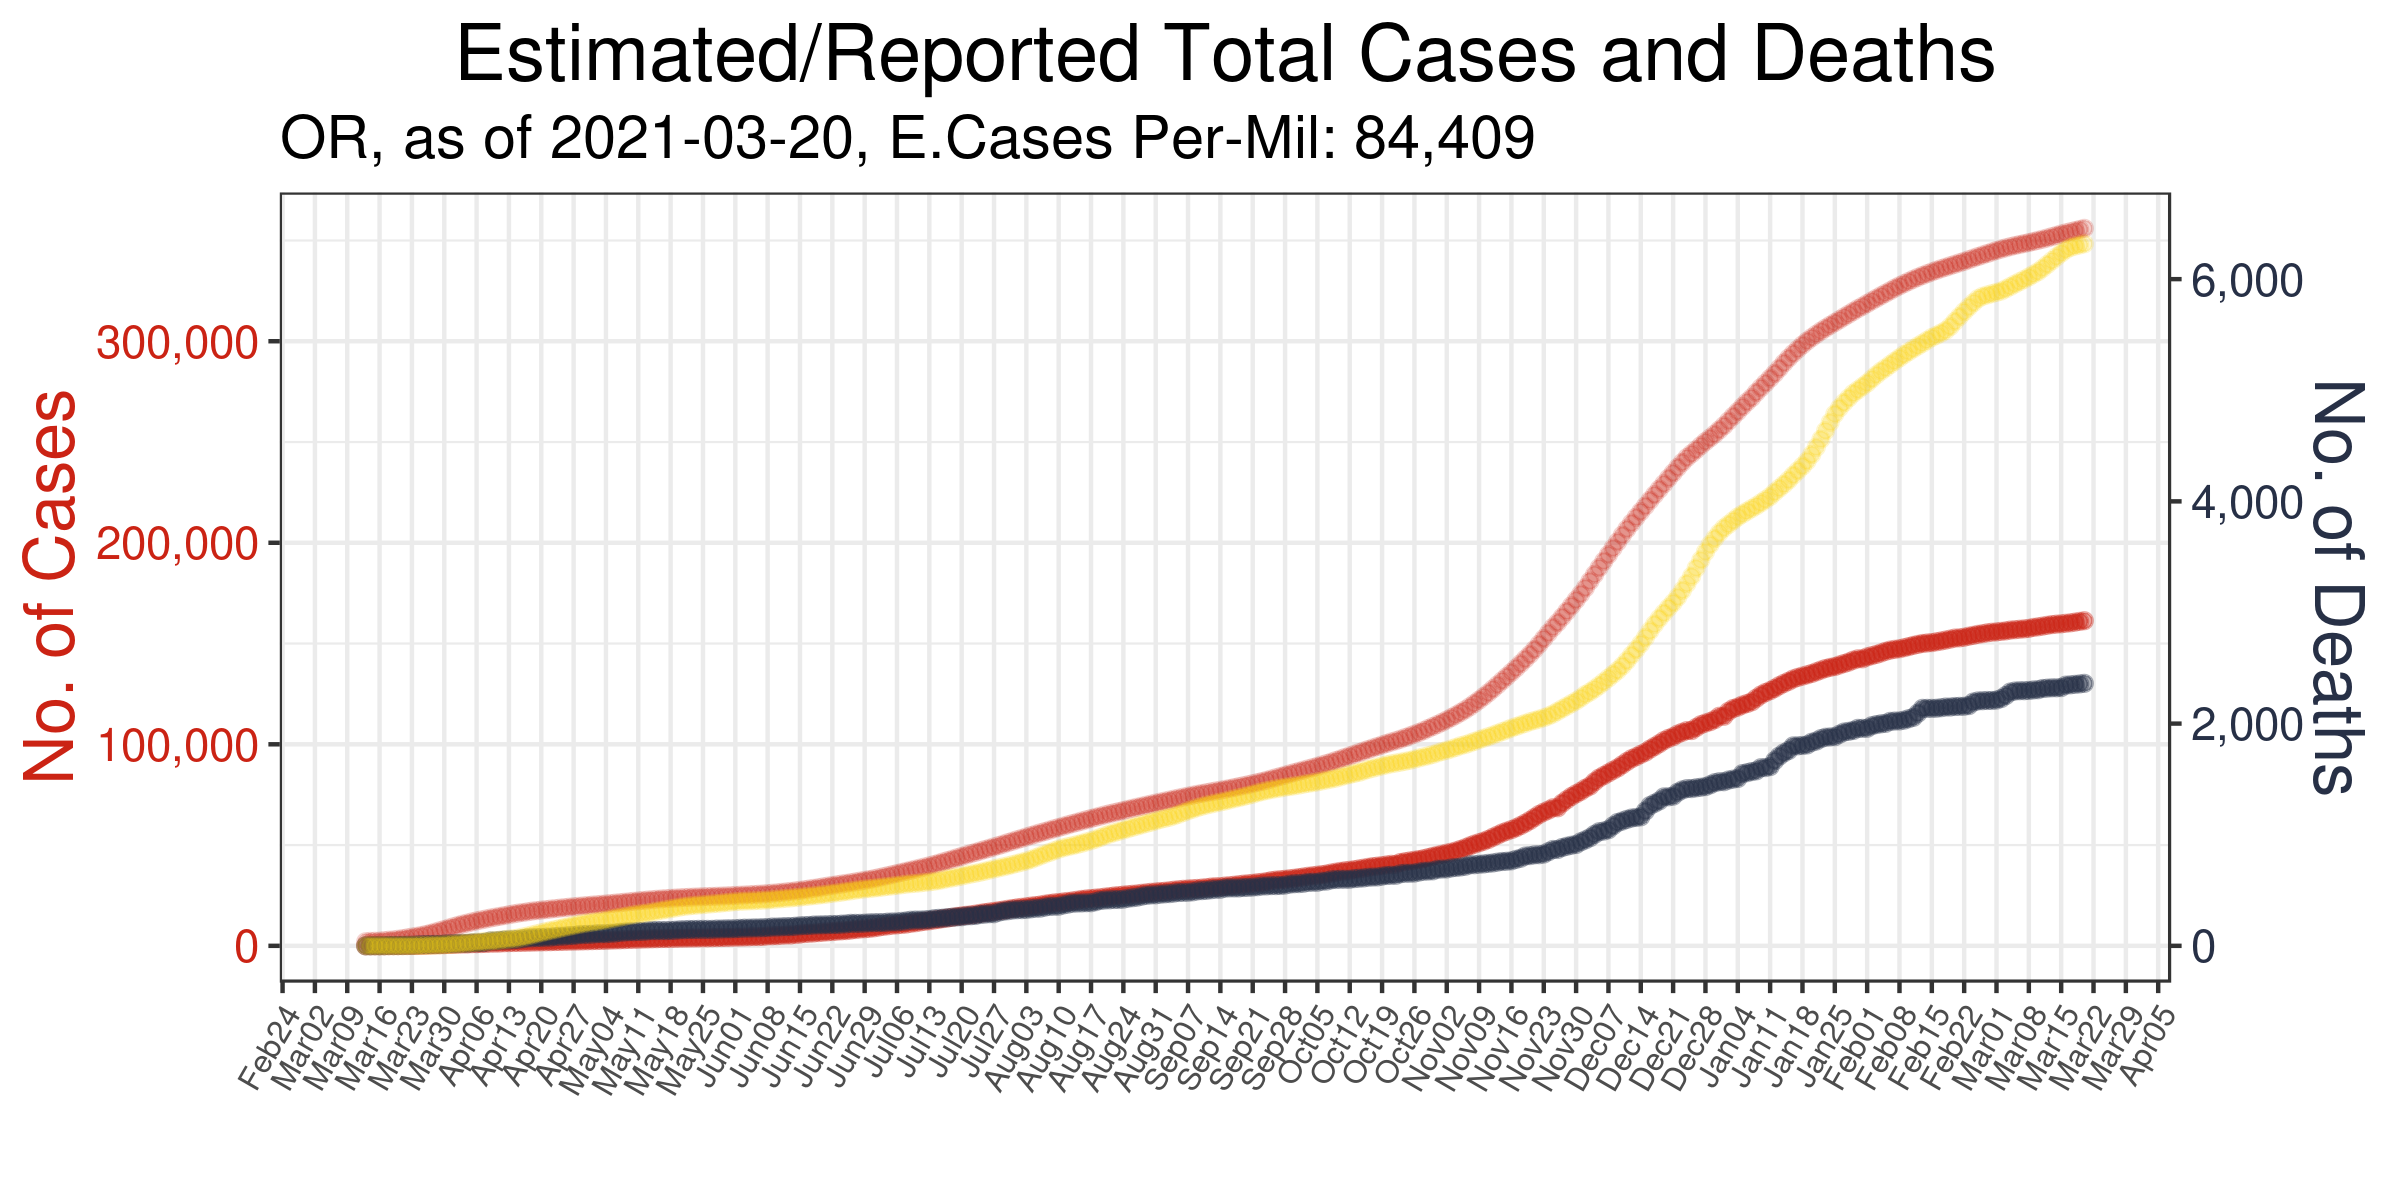 Estimated/Reported Total Cases and Deaths
OR, as of 2021-03-20, E.Cases Per-Mil: 84,409
No. of Cases
300,000
200,000
100,000
0
6,000
4,000
2,000
0
No. of Deaths
Feb24
Mar02
Mar09
Mar16
Mar23
Mar30
Apr06
Apr13
Apr20
Apr27
May04
May11
May18
May25
Jun01
Jun08
Jun15
Jun22
Jun29
Jul06
Jul13
Jul20
Jul27
Aug03
Aug10
Aug17
Aug24
Aug31
Sep07
Sep14
Sep21
Sep28
Oct05
Oct12
Oct19
Oct26
Nov02
Nov09
Nov16
Nov23
Nov30
Dec07
Dec14
Dec21
Dec28
Jan04
Jan11
Jan18
Jan25
Feb01
Feb08
Feb15
Feb22
Mar01
Mar08
Mar15
Mar22
Mar29
Apr05